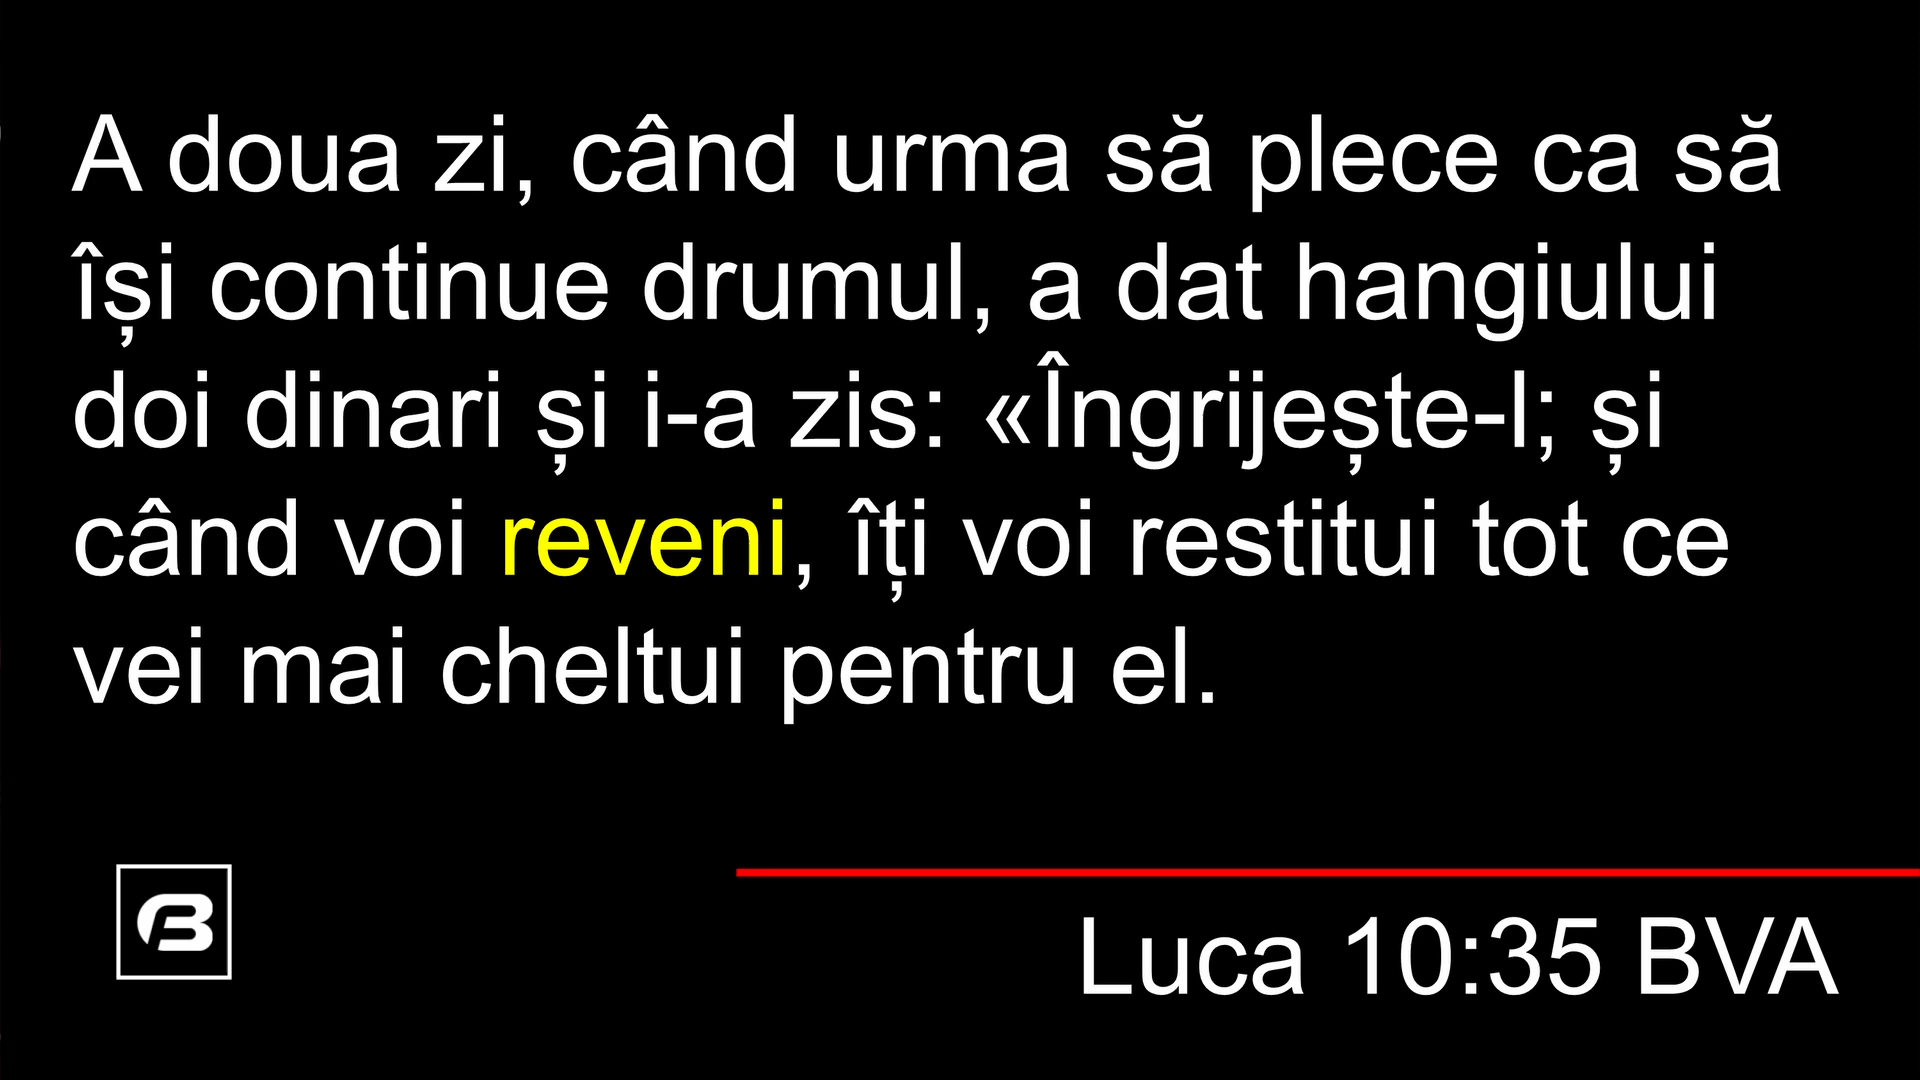 A doua zi, când urma să plece ca să
își continue drumul, a dat hangiului
doi dinari și i-a zis: «Îngrijește-l; și
când voi reveni, îți voi restitui tot ce
vei mai cheltui pentru el.
B
Luca 10:35 BVA